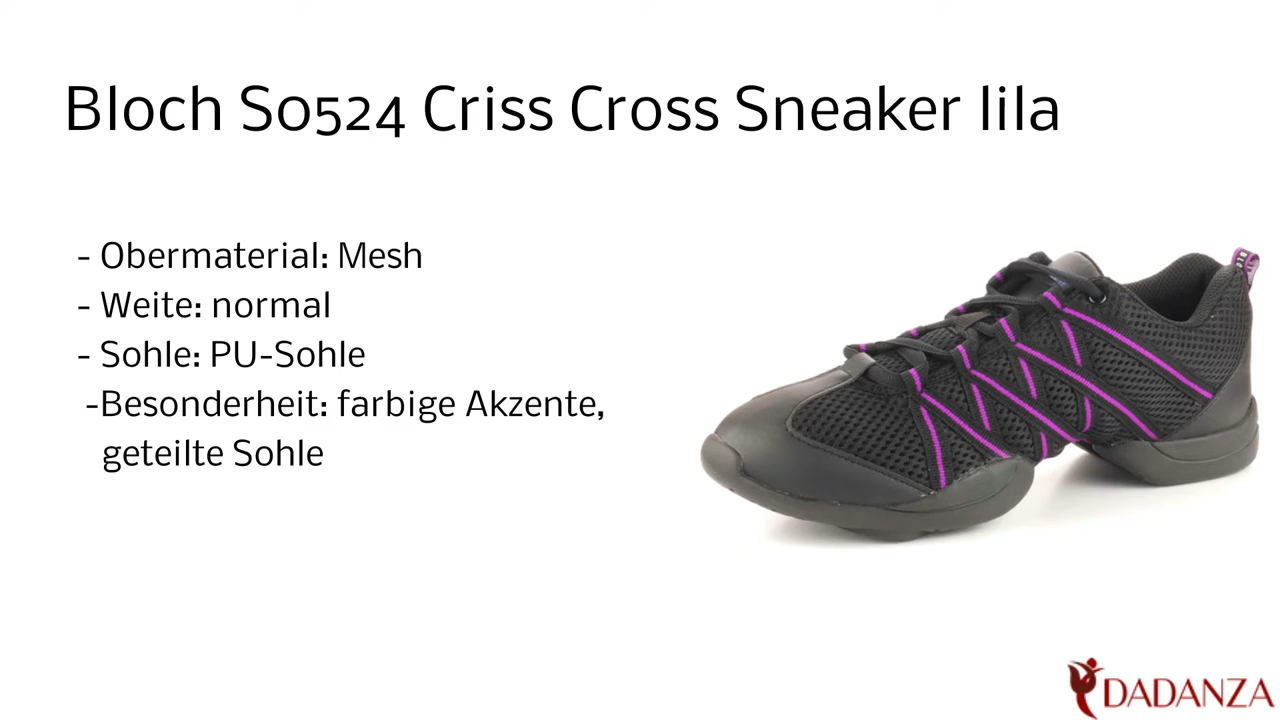 Bloch S0524 Criss Cross Sneaker lila
- Obermaterial: Mesh
- Weite: normal
- Sohle: PU-Sohle
-Besonderheit: farbige Akzente,
geteilte Sohle
DADANZA